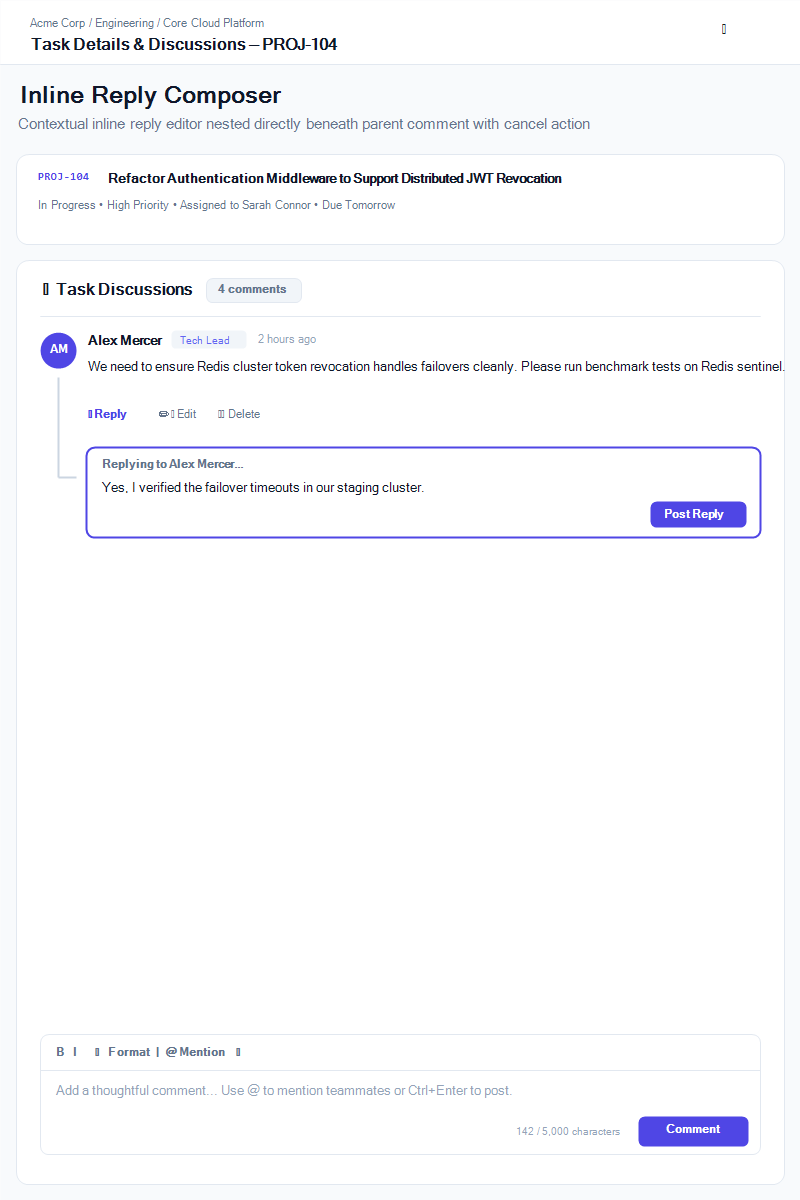 Acme Corp / Engineering / Core Cloud Platform
Task Details & Discussions — PROJ-104
Inline Reply Composer
Contextual inline reply editor nested directly beneath parent comment with cancel action
PROJ-104 Refactor Authentication Middleware to Support Distributed JWT Revocation
In Progress • High Priority • Assigned to Sarah Connor • Due Tomorrow
Task Discussions 4 comments
AM Alex Mercer Tech Lead 2 hours ago
We need to ensure Redis cluster token revocation handles failovers cleanly. Please run benchmark tests on Redis sentinel.
Reply ✏ Edit Delete
Replying to Alex Mercer...
Yes, I verified the failover timeouts in our staging cluster.
Post Reply
B I Format | @ Mention
Add a thoughtful comment... Use @ to mention teammates or Ctrl+Enter to post.
142 / 5,000 characters Comment